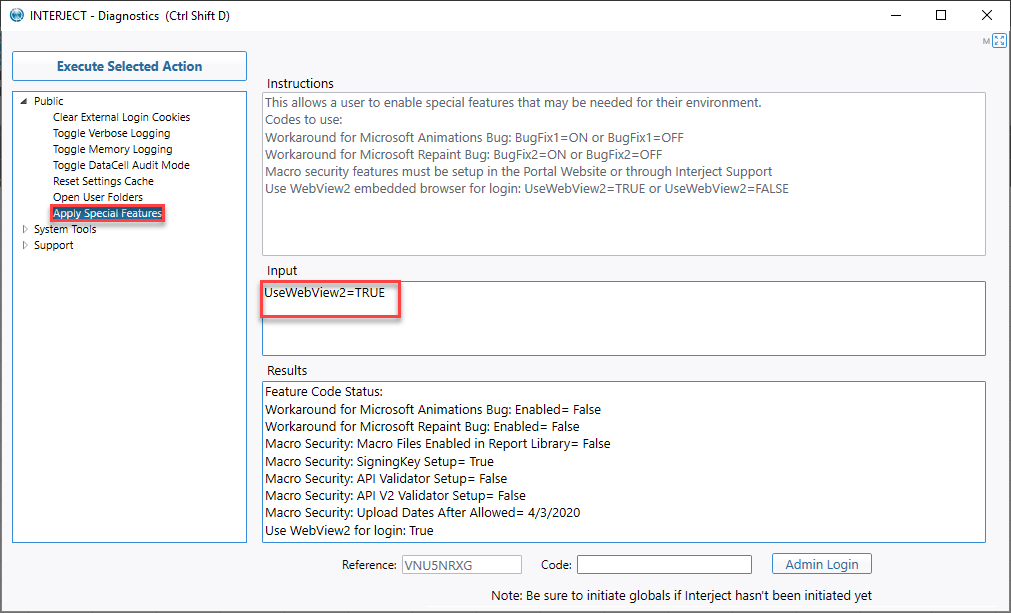 INTERJECT - Diagnostics (Ctrl Shift D)
M
Execute Selected Action
Public
Clear External Login Cookies
Toggle Verbose Logging
Toggle Memory Logging
Toggle DataCell Audit Mode
Reset Settings Cache
Open User Folders
Apply Special Features
System Tools
Support
Instructions
This allows a user to enable special features that may be needed for their environment.
Codes to use:
Workaround for Microsoft Animations Bug: BugFix1=ON or BugFix1=OFF
Workaround for Microsoft Repaint Bug: BugFix2=ON or BugFix2=OFF
Macro security features must be setup in the Portal Website or through Interject Support
Use WebView2 embedded browser for login: UseWebView2=TRUE or UseWebView2=FALSE
Input
UseWebView2=TRUE
Results
Feature Code Status:
Workaround for Microsoft Animations Bug: Enabled= False
Workaround for Microsoft Repaint Bug: Enabled= False
Macro Security: Macro Files Enabled in Report Library= False
Macro Security: SigningKey Setup= True
Macro Security: API Validator Setup= False
Macro Security: API V2 Validator Setup= False
Macro Security: Upload Dates After Allowed= 4/3/2020
Use WebView2 for login: True
Reference: VNU5NRXG Code: Admin Login
Note: Be sure to initiate globals if Interject hasn't been initiated yet